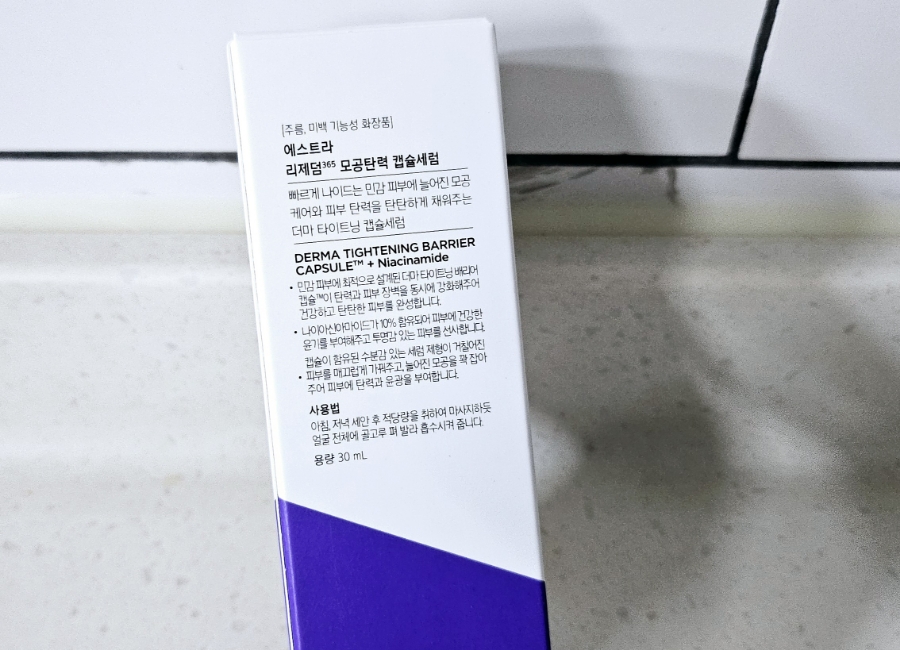 [주름, 미백 기능성 화장품]
에스트라
리제덤³⁶⁵ 모공탄력 캡슐세럼
빠르게 나이드는 민감 피부에 늘어진 모공
케어와 피부 탄력을 탄탄하게 채워주는
더마 타이트닝 캡슐세럼
DERMA TIGHTENING BARRIER
CAPSULE™ + Niacinamide
• 민감 피부에 최적으로 설계된 더마 타이트닝 배리어
캡슐™이 탄력과 피부 장벽을 동시에 강화해주어
건강하고 탄탄한 피부를 완성합니다.
• 나이아신아마이드가 10% 함유되어 피부에 건강한
윤기를 부여해주고 투명감 있는 피부를 선사합니다.
캡슐이 함유된 수분감 있는 세럼 제형이 거칠어진
• 피부를 매끄럽게 가꿔주고, 늘어진 모공을 꽉 잡아
주어 피부에 탄력과 윤광을 부여합니다.
사용법
아침, 저녁 세안 후 적당량을 취하여 마사지하듯
얼굴 전체에 골고루 펴 발라 흡수시켜 줍니다.
용량 30 mL